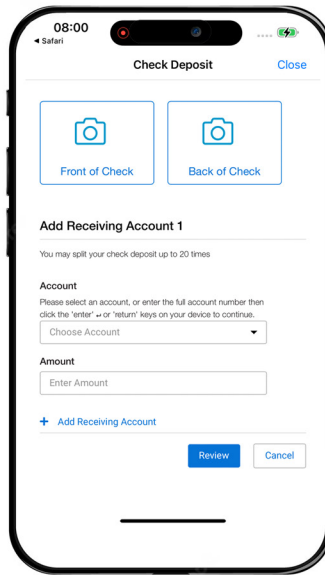 08:00
◄ Safari
Check Deposit
Close
Front of Check
Back of Check
Add Receiving Account 1
You may split your check deposit up to 20 times
Account
Please select an account, or enter the full account number then
click the 'enter' ↵ or 'return' keys on your device to continue.
Choose Account
Amount
Enter Amount
+ Add Receiving Account
Review
Cancel